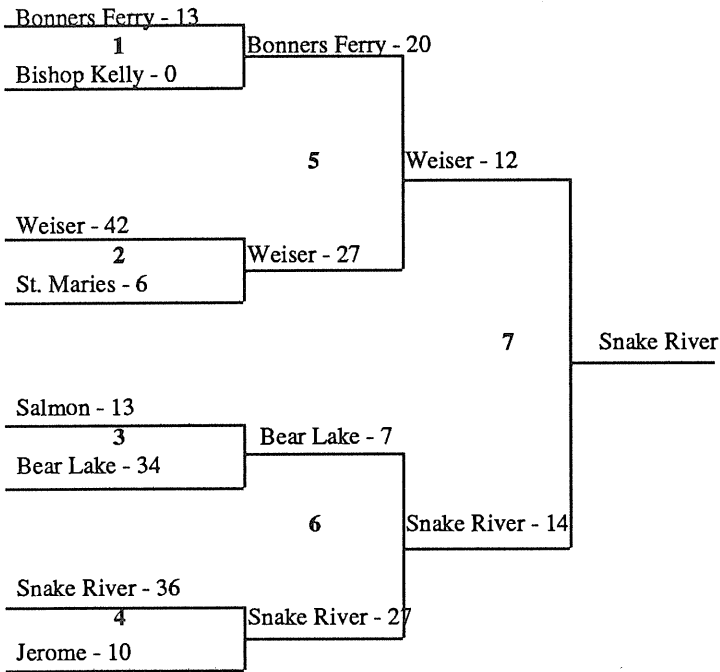 Bonners Ferry - 13
1
Bishop Kelly - 0
Bonners Ferry - 20
5
Weiser - 12
Weiser - 42
2
St. Maries - 6
Weiser - 27
7
Snake River
Salmon - 13
3
Bear Lake - 34
Bear Lake - 7
6
Snake River - 14
Snake River - 36
4
Jerome - 10
Snake River - 27